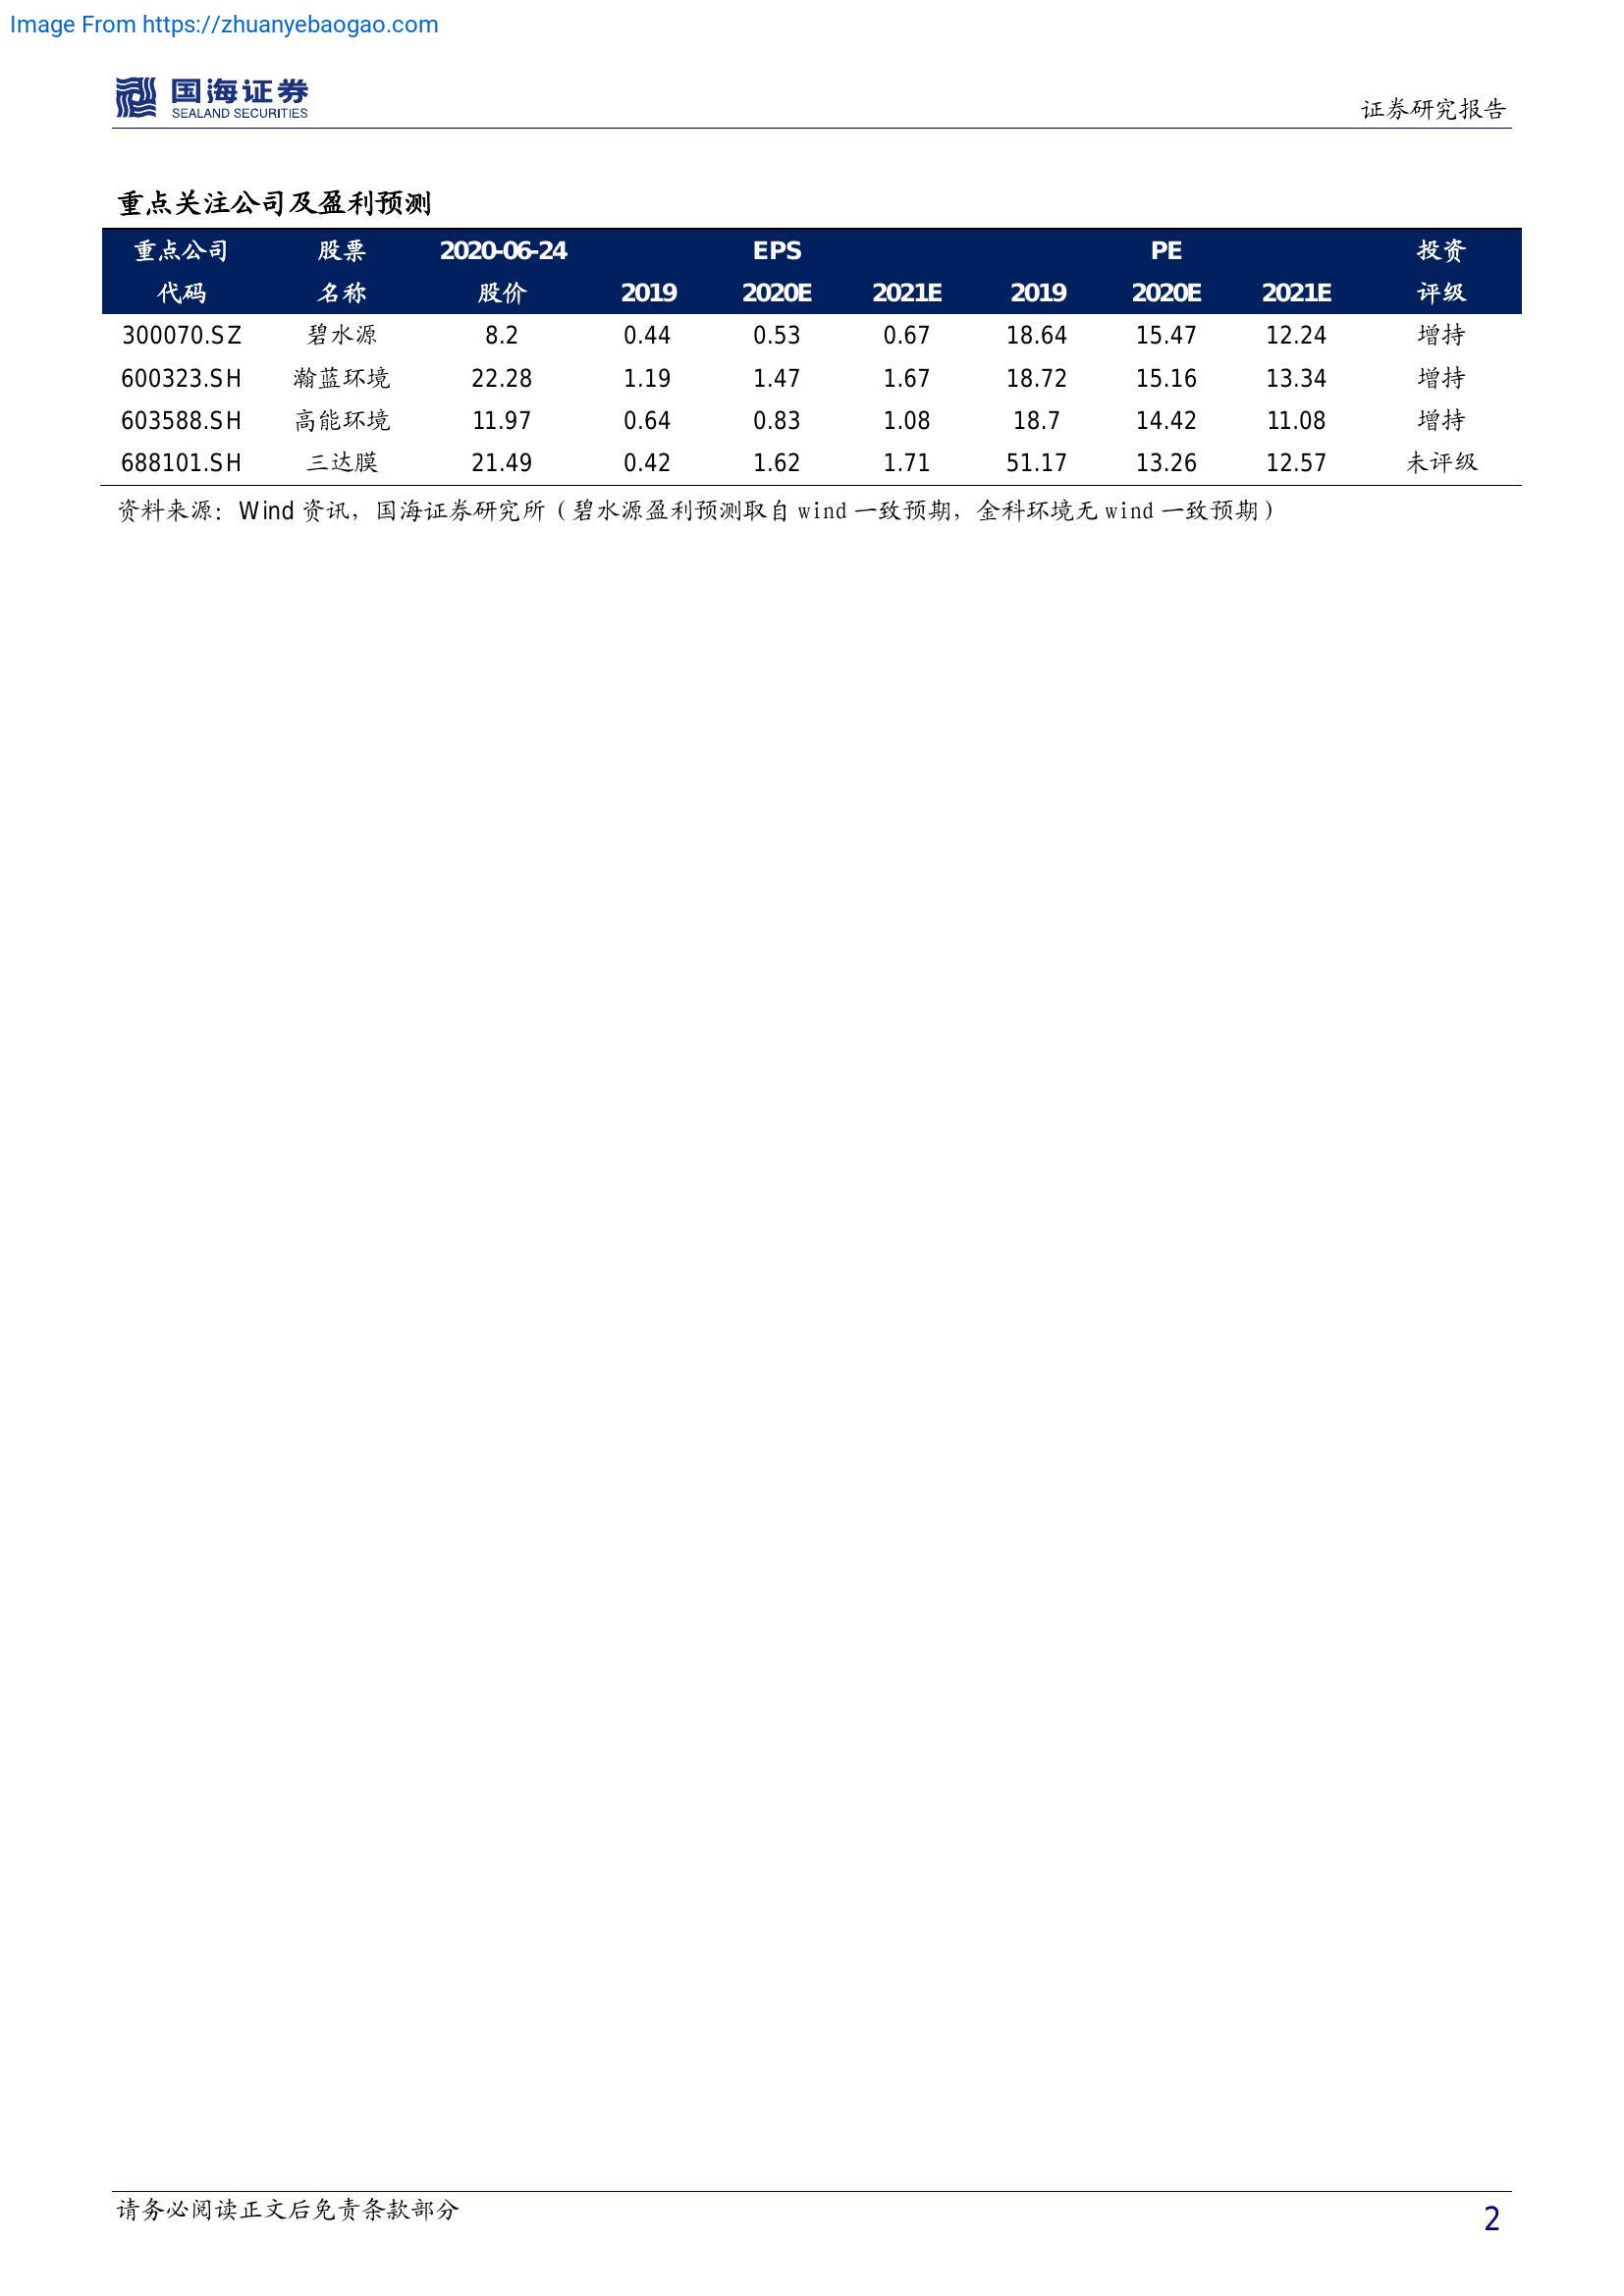 Image From https://zhuanyebaogao.com
国海证券
SEALAND SECURITIES
证券研究报告
重点关注公司及盈利预测
重点公司 股票 2020-06-24 EPS PE 投资
代码 名称 股价 2019 2020E 2021E 2019 2020E 2021E 评级
300070.SZ 碧水源 8.2 0.44 0.53 0.67 18.64 15.47 12.24 增持
600323.SH 瀚蓝环境 22.28 1.19 1.47 1.67 18.72 15.16 13.34 增持
603588.SH 高能环境 11.97 0.64 0.83 1.08 18.7 14.42 11.08 增持
688101.SH 三达膜 21.49 0.42 1.62 1.71 51.17 13.26 12.57 未评级
资料来源：Wind 资讯，国海证券研究所（碧水源盈利预测取自 wind 一致预期，金科环境无 wind 一致预期）
请务必阅读正文后免责条款部分
2